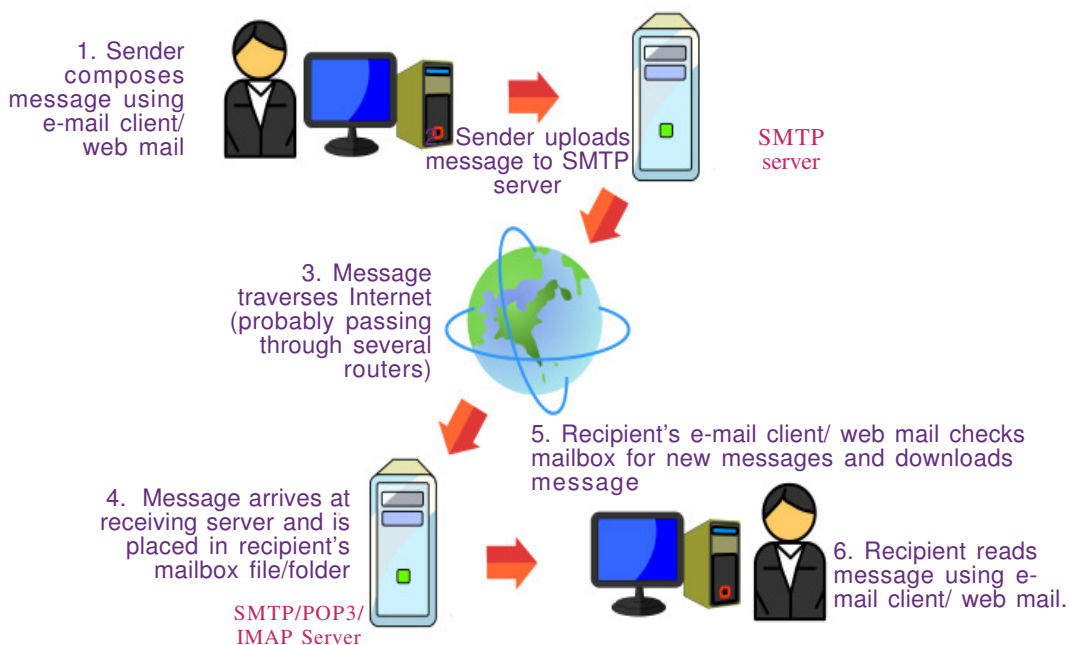 1. Sender
composes
message using
e-mail client/
web mail
2. Sender uploads
message to SMTP
server
SMTP
server
3. Message
traverses Internet
(probably passing
through several
routers)
4. Message arrives at
receiving server and is
placed in recipient's
mailbox file/folder
SMTP/POP3/
IMAP Server
5. Recipient's e-mail client/ web mail checks
mailbox for new messages and downloads
message
6. Recipient reads
message using e-
mail client/ web mail.